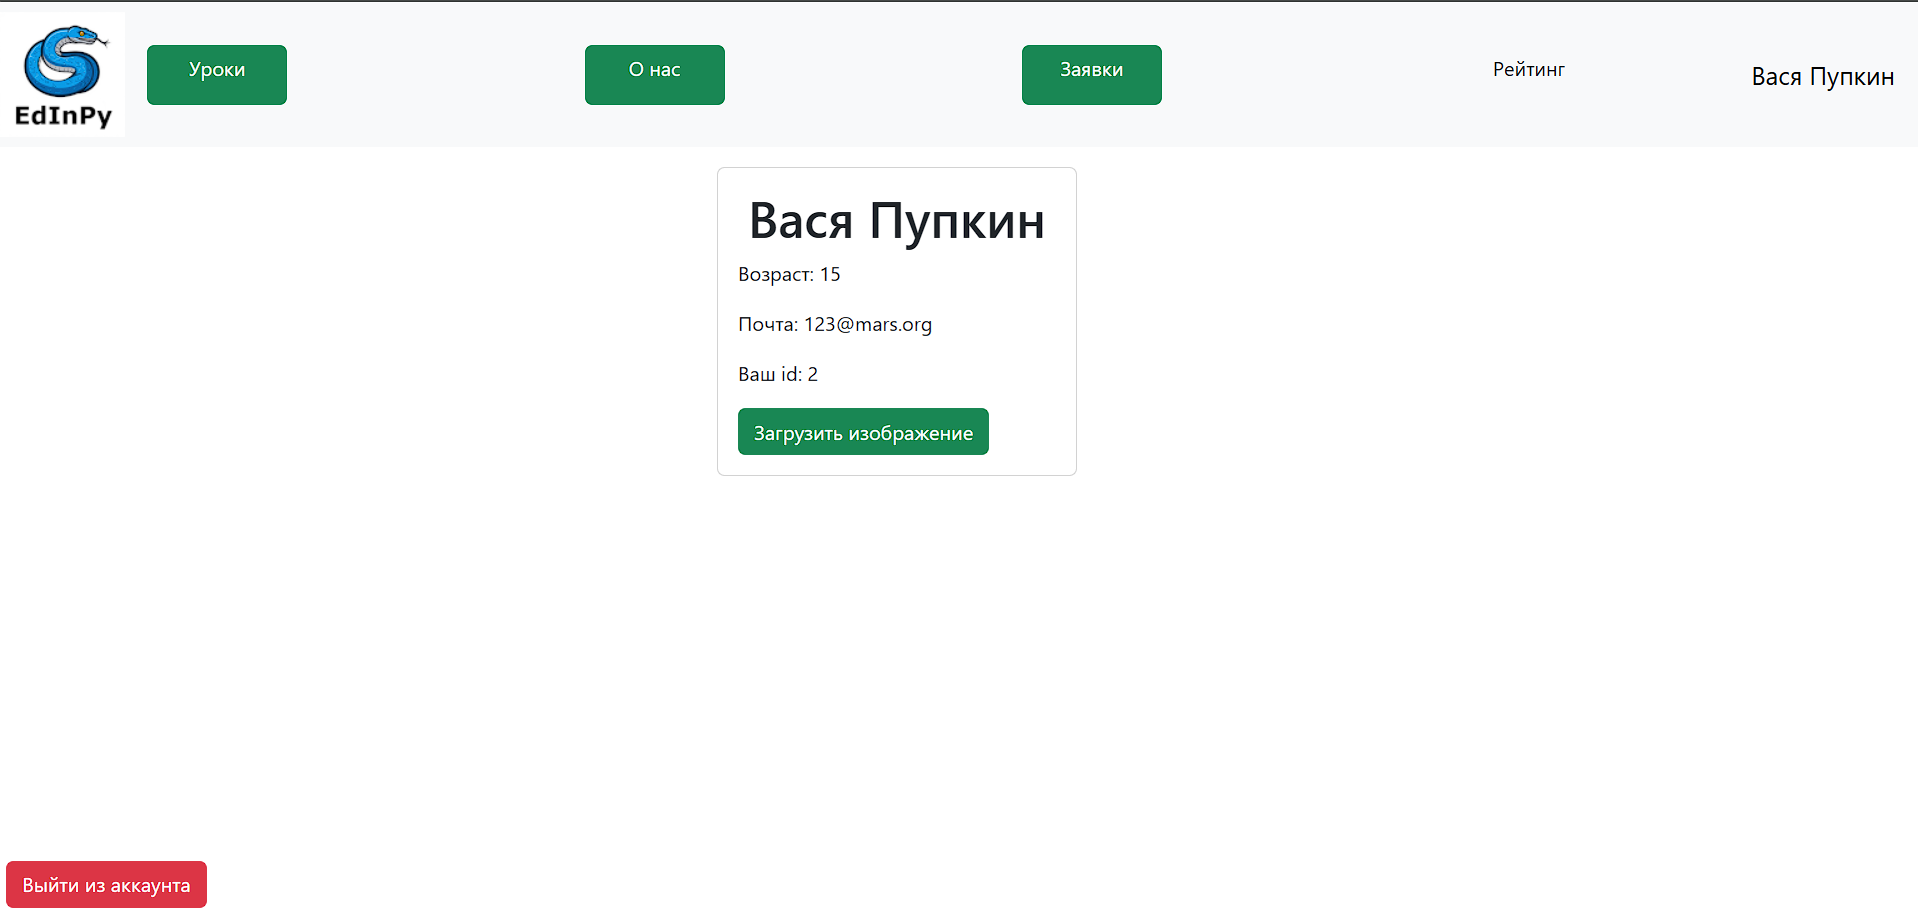 EdInPy
Уроки
О нас
Заявки
Рейтинг
Вася Пупкин
Вася Пупкин
Возраст: 15
Почта: 123@mars.org
Ваш id: 2
Загрузить изображение
Выйти из аккаунта